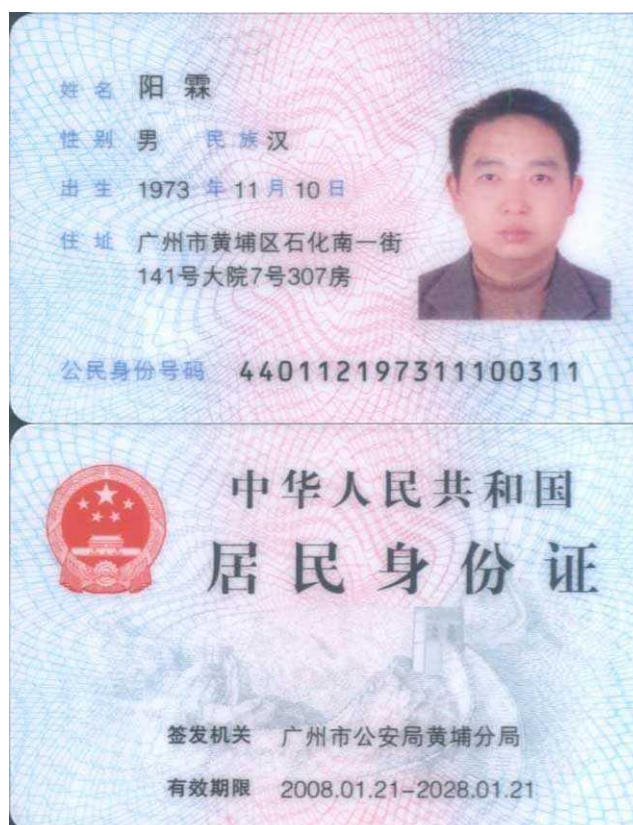 姓名 阳霖
性别 男 民族 汉
出生 1973 年 11 月 10 日
住址 广州市黄埔区石化南一街
141号大院7号307房
公民身份号码 440112197311100311
中华人民共和国
居民身份证
签发机关 广州市公安局黄埔分局
有效期限 2008.01.21-2028.01.21